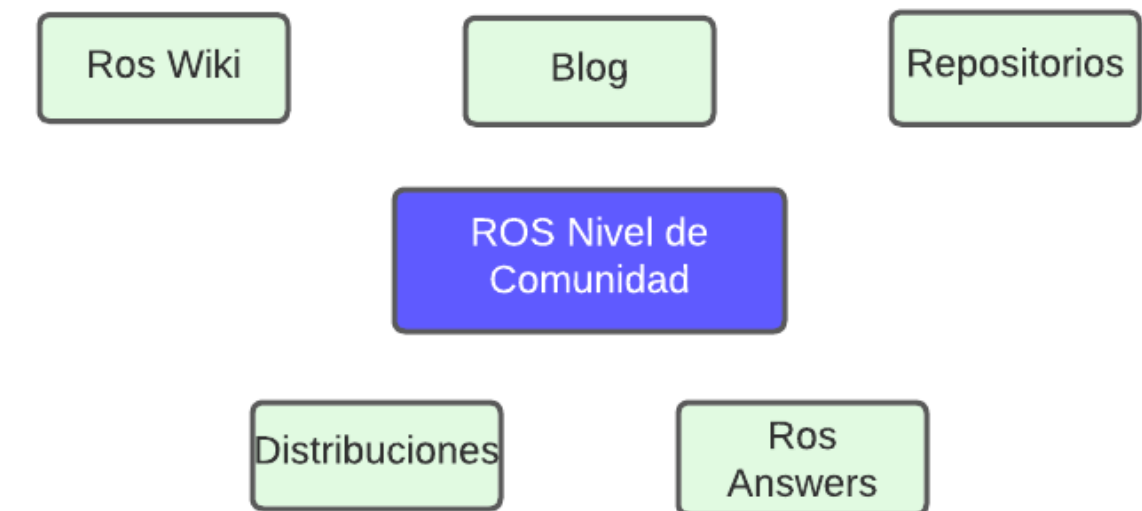 Ros Wiki
Blog
Repositorios
ROS Nivel de
Comunidad
Distribuciones
Ros
Answers